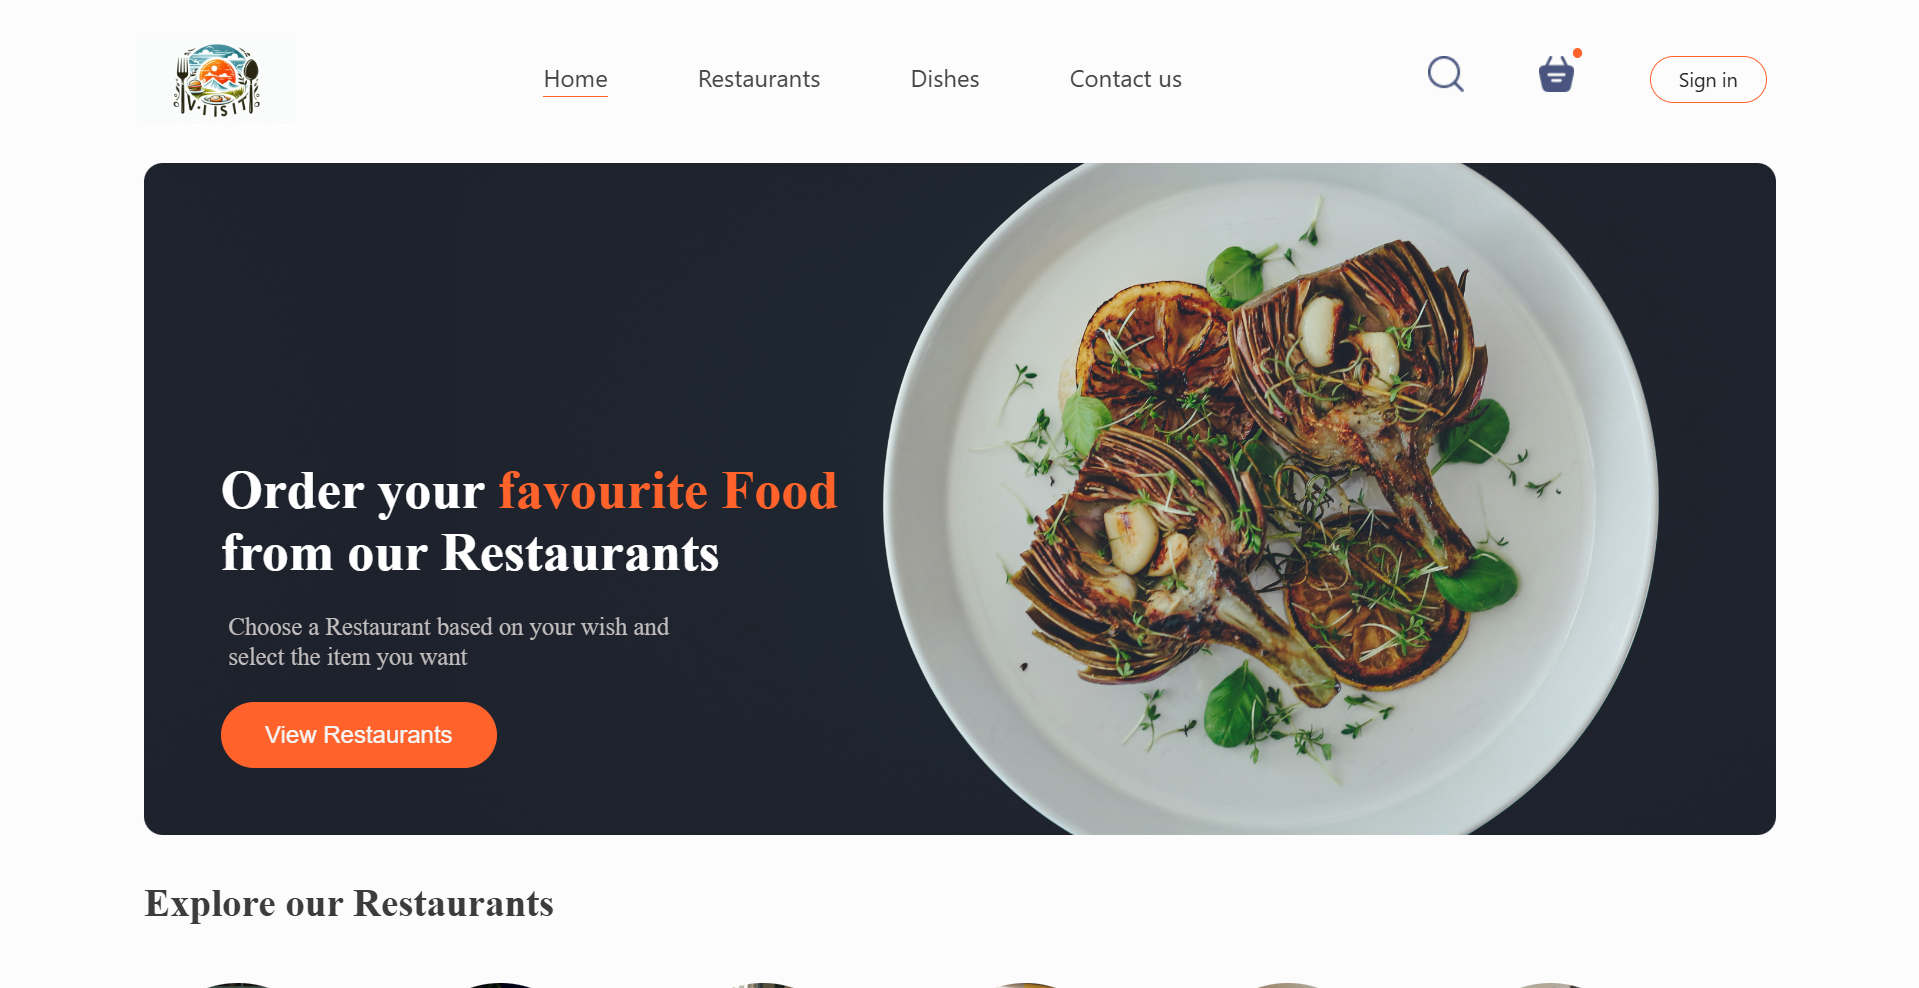 V.ISIT
Home
Restaurants
Dishes
Contact us
Sign in
Order your favourite Food
from our Restaurants
Choose a Restaurant based on your wish and
select the item you want
View Restaurants
Explore our Restaurants